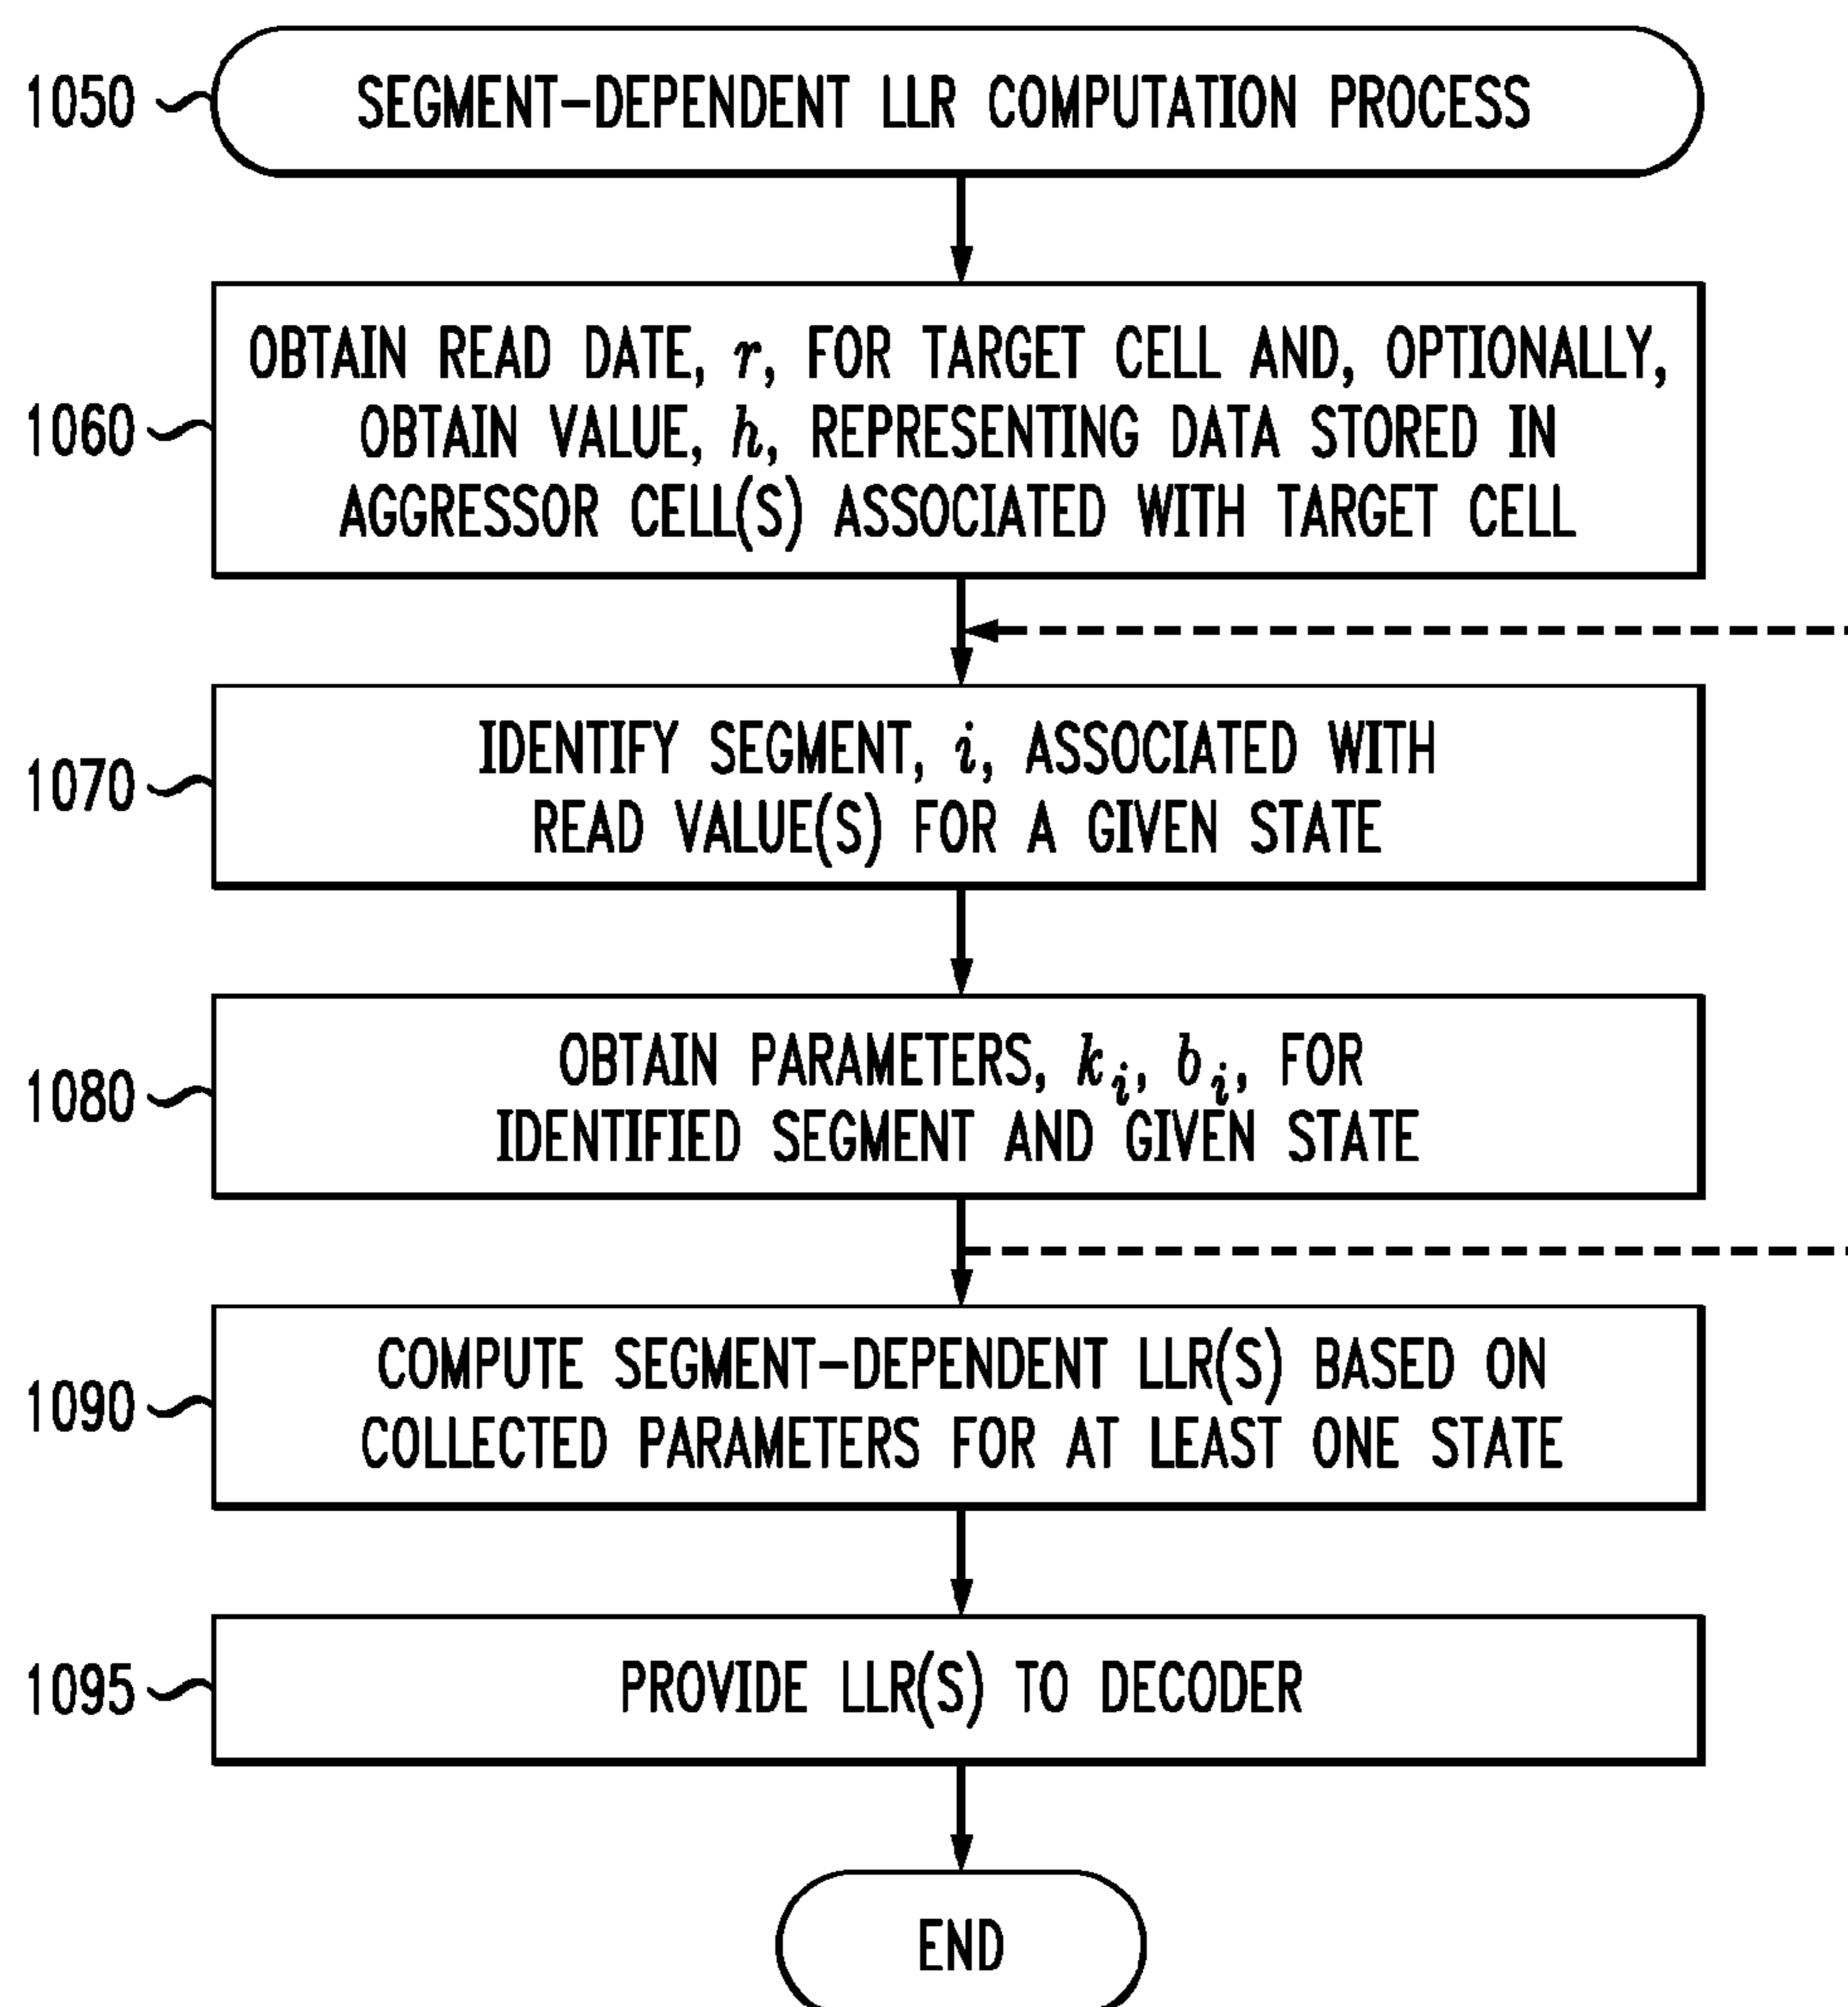 1050
SEGMENT-DEPENDENT LLR COMPUTATION PROCESS
1060
OBTAIN READ DATE, r, FOR TARGET CELL AND, OPTIONALLY,
OBTAIN VALUE, h, REPRESENTING DATA STORED IN
AGGRESSOR CELL(S) ASSOCIATED WITH TARGET CELL
1070
IDENTIFY SEGMENT, i, ASSOCIATED WITH
READ VALUE(S) FOR A GIVEN STATE
1080
OBTAIN PARAMETERS, k_i, b_i, FOR
IDENTIFIED SEGMENT AND GIVEN STATE
1090
COMPUTE SEGMENT-DEPENDENT LLR(S) BASED ON
COLLECTED PARAMETERS FOR AT LEAST ONE STATE
1095
PROVIDE LLR(S) TO DECODER
END